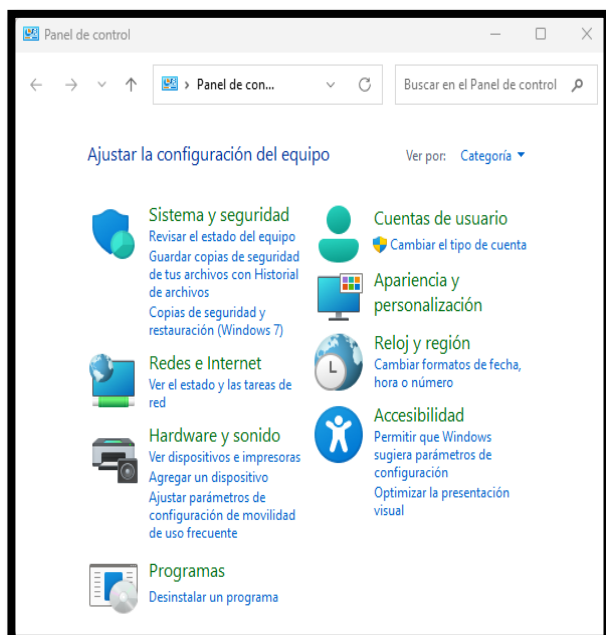 Panel de control
Panel de con...
Buscar en el Panel de control
Ajustar la configuración del equipo
Ver por: Categoría
Sistema y seguridad
Revisar el estado del equipo
Guardar copias de seguridad
de tus archivos con Historial
de archivos
Copias de seguridad y
restauración (Windows 7)
Redes e Internet
Ver el estado y las tareas de
red
Hardware y sonido
Ver dispositivos e impresoras
Agregar un dispositivo
Ajustar parámetros de
configuración de movilidad
de uso frecuente
Programas
Desinstalar un programa
Cuentas de usuario
Cambiar el tipo de cuenta
Apariencia y
personalización
Reloj y región
Cambiar formatos de fecha,
hora o número
Accesibilidad
Permitir que Windows
sugiera parámetros de
configuración
Optimizar la presentación
visual